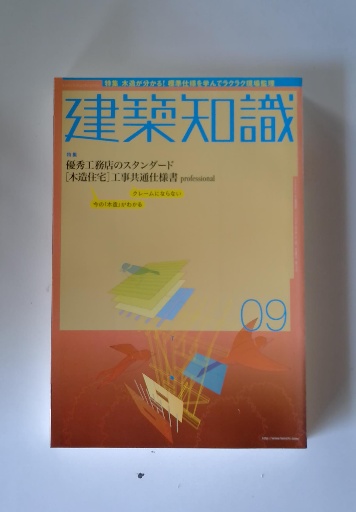 特集 木造が分かる! 標準仕様を学んでラクラク現場監理
建築知識
特集
優秀工務店のスタンダード
[木造住宅]工事共通仕様書 professional
クレームにならない
今の「木造」がわかる
09